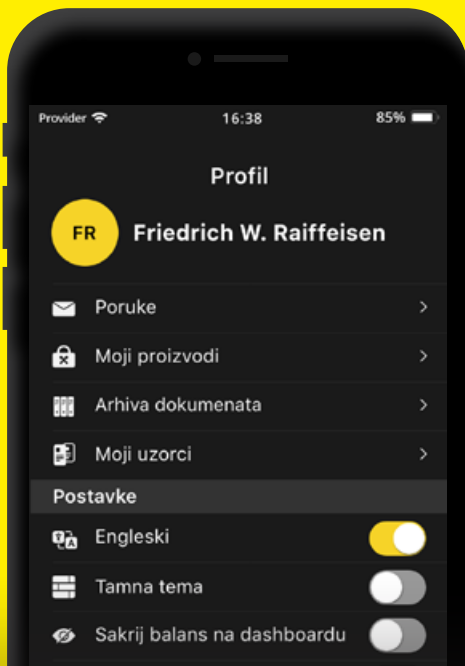 Provider 16:38 85%
Profil
FR Friedrich W. Raiffeisen
Poruke
Moji proizvodi
Arhiva dokumenata
Moji uzorci
Postavke
Engleski
Tamna tema
Sakrij balans na dashboardu